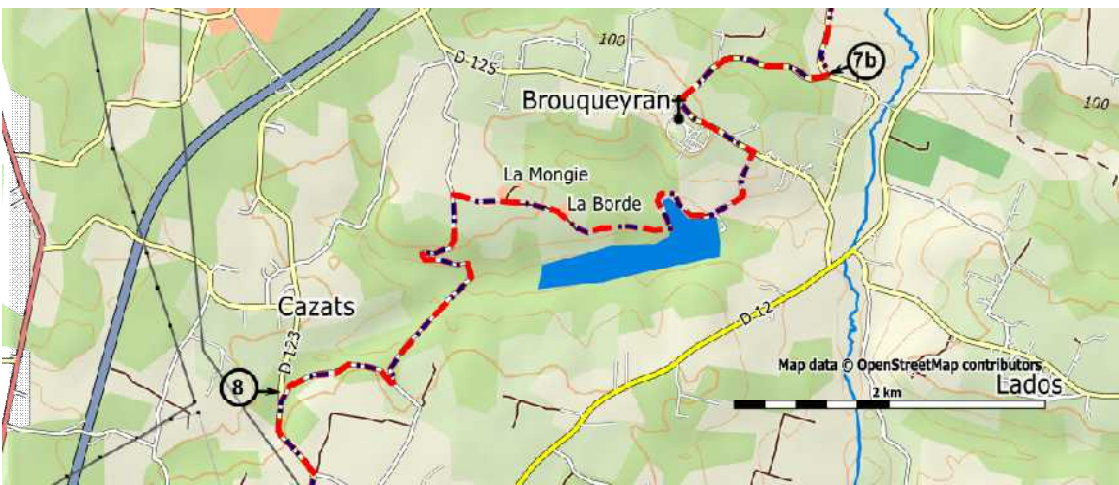 100
7b
D 125
Brouqueyran
100
La Mongie
La Borde
Cazats
D 12
D 123
Map data © OpenStreetMap contributors
Lados
8
2 km